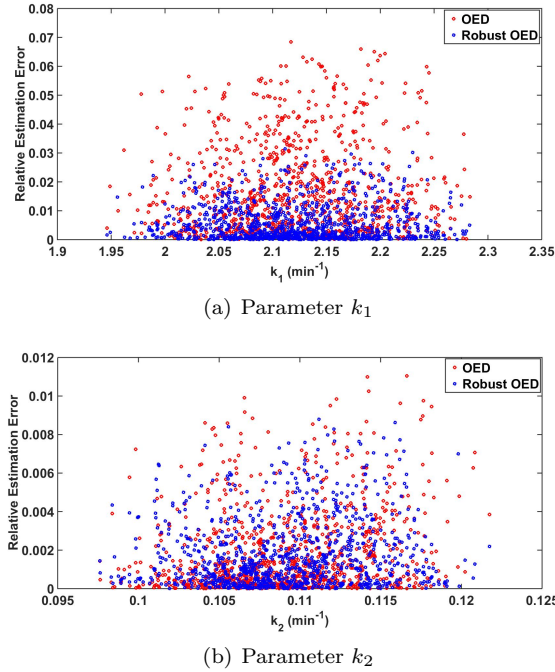 0.08
0.07
0.06
0.05
0.04
0.03
0.02
0.01
0
Relative Estimation Error
OED
Robust OED
1.9 1.95 2 2.05 2.1 2.15 2.2 2.25 2.3 2.35
k₁ (min⁻¹)
(a) Parameter k₁
0.012
0.01
0.008
0.006
0.004
0.002
0
Relative Estimation Error
OED
Robust OED
0.095 0.1 0.105 0.11 0.115 0.12 0.125
k₂ (min⁻¹)
(b) Parameter k₂